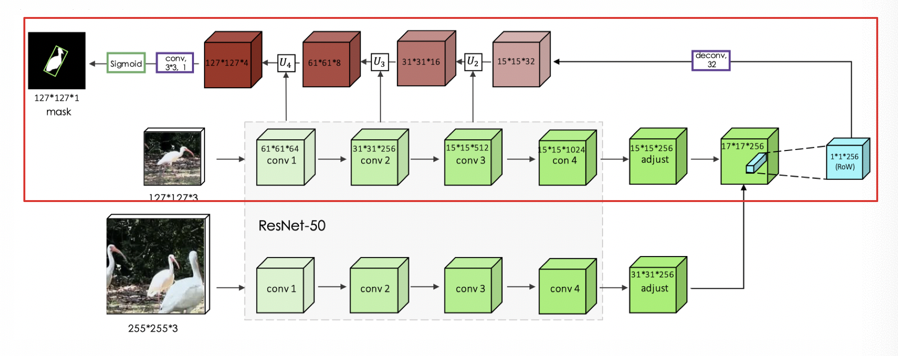 127*127*1
mask
Sigmoid
conv,
3*3, 1
127*127*4
U4
61*61*8
U3
31*31*16
U2
15*15*32
deconv,
32
127*127*3
61*61*64
conv 1
31*31*256
conv 2
15*15*512
conv 3
15*15*1024
con 4
15*15*256
adjust
17*17*256
1*1*256
(RoW)
ResNet-50
255*255*3
conv 1
conv 2
conv 3
conv 4
31*31*256
adjust